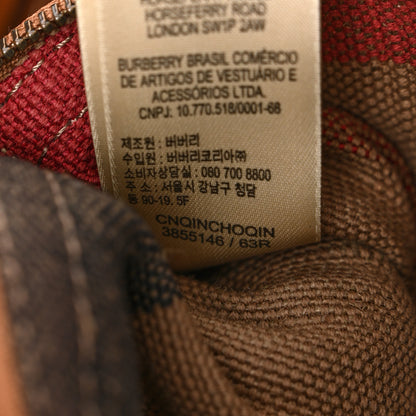 HORSEFERRY ROAD
LONDON SW1P 2AW
BURBERRY BRASIL COMÉRCIO
DE ARTIGOS DE VESTUÁRIO E
ACESSÓRIOS LTDA.
CNPJ: 10.770.518/0001-66
제조원 : 버버리
수입원 : 버버리코리아㈜
소비자상담실 : 080 700 8800
주소 : 서울시 강남구 청담
동 90-19. 5F
CNQINCHOQIN
3855146 / 63R